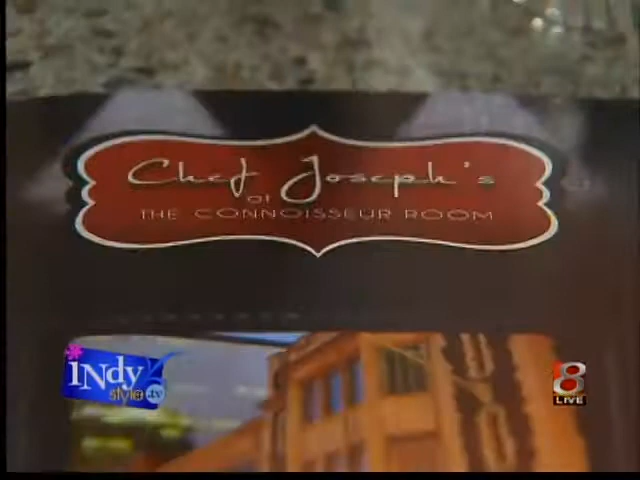 Chef Joseph's
at
THE CONNOISSEUR ROOM
iNdy
style.tv
8
LIVE